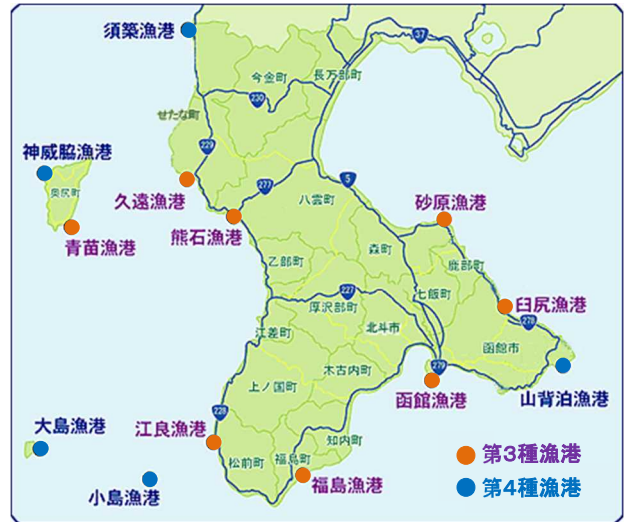 須築漁港
37
今金町
長万部町
230
せたな町
229
神威脇漁港
奥尻町
久遠漁港
277
5
八雲町
砂原漁港
青苗漁港
熊石漁港
森町
鹿部町
乙部町
227
七飯町
臼尻漁港
厚沢部町
278
北斗市
江差町
函館市
279
木古内町
函館漁港
山背泊漁港
上ノ国町
228
大島漁港
江良漁港
知内町
第3種漁港
松前町
福島町
福島漁港
第4種漁港
小島漁港